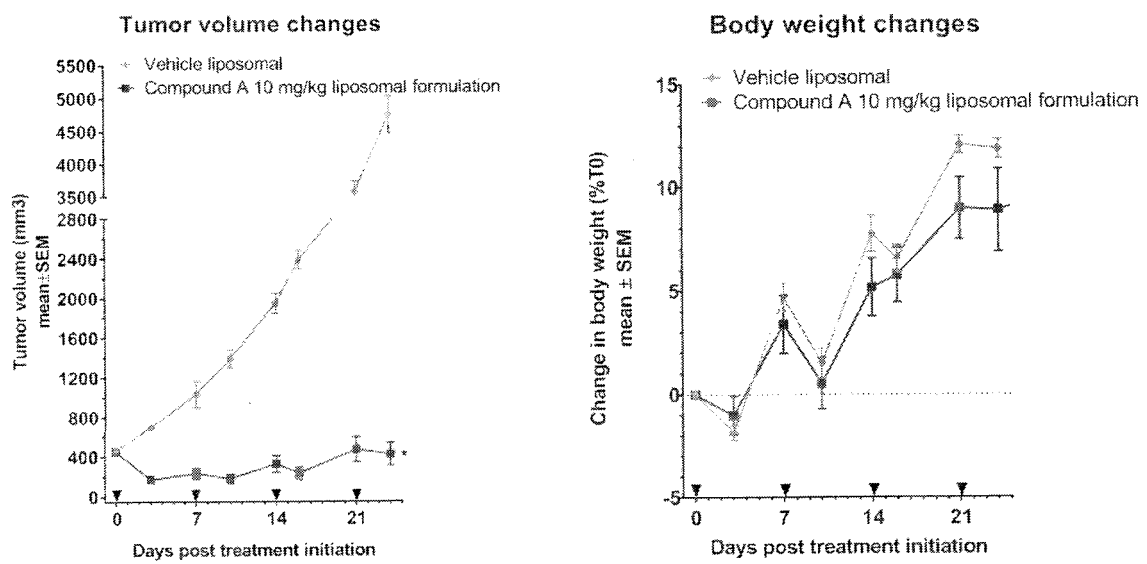 Tumor volume changes
Vehicle liposomal
Compound A 10 mg/kg liposomal formulation
5500
5000
4500
4000
3500
2800
2400
2000
1600
1200
800
400
0
Tumor volume (mm3)
mean±SEM
*
0 7 14 21
Days post treatment initiation
Body weight changes
Vehicle liposomal
Compound A 10 mg/kg liposomal formulation
15
10
5
0
-5
Change in body weight (%T0)
mean ± SEM
0 7 14 21
Days post treatment initiation